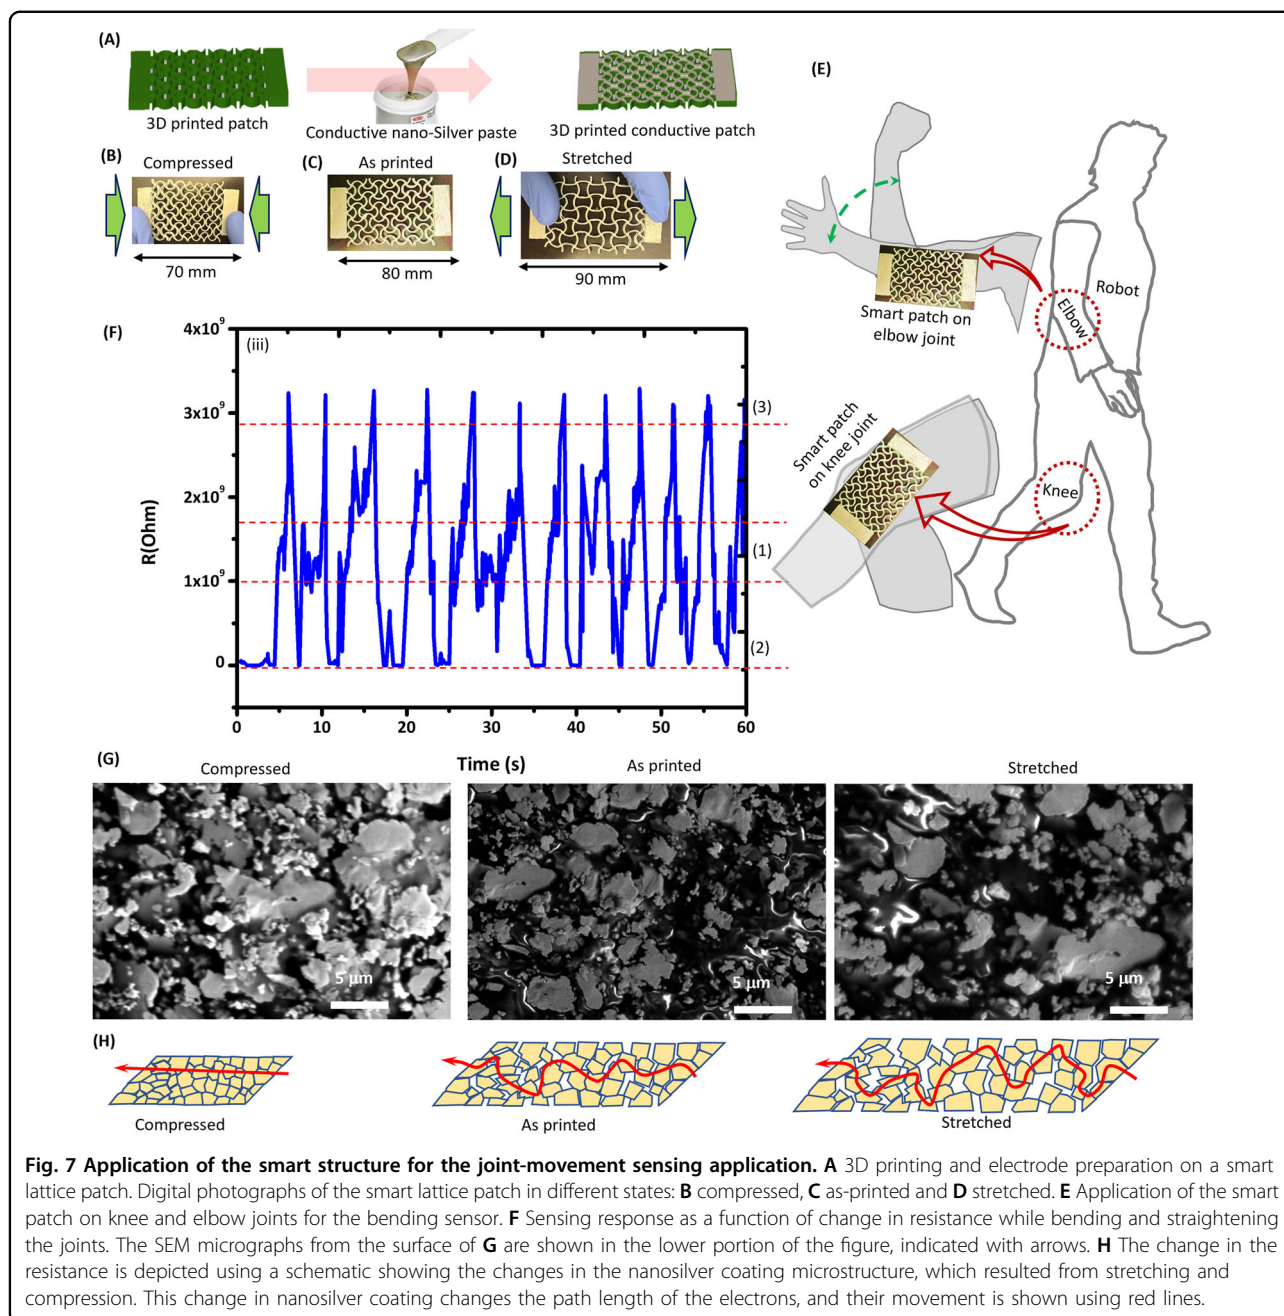 (A)
3D printed patch
Conductive nano-Silver paste
3D printed conductive patch
(B)
Compressed
70 mm
(C)
As printed
80 mm
(D)
Stretched
90 mm
(E)
Robot
Elbow
Smart patch on
elbow joint
Smart patch
on knee joint
Knee
(F)
(iii)
4x10⁹
3x10⁹
2x10⁹
1x10⁹
0
R(Ohm)
(3)
(1)
(2)
0 10 20 30 40 50 60
Time (s)
(G)
Compressed
As printed
Stretched
5 μm
5 μm
5 μm
(H)
Compressed
As printed
Stretched
Fig. 7 Application of the smart structure for the joint-movement sensing application. A 3D printing and electrode preparation on a smart
lattice patch. Digital photographs of the smart lattice patch in different states: B compressed, C as-printed and D stretched. E Application of the smart
patch on knee and elbow joints for the bending sensor. F Sensing response as a function of change in resistance while bending and straightening
the joints. The SEM micrographs from the surface of G are shown in the lower portion of the figure, indicated with arrows. H The change in the
resistance is depicted using a schematic showing the changes in the nanosilver coating microstructure, which resulted from stretching and
compression. This change in nanosilver coating changes the path length of the electrons, and their movement is shown using red lines.